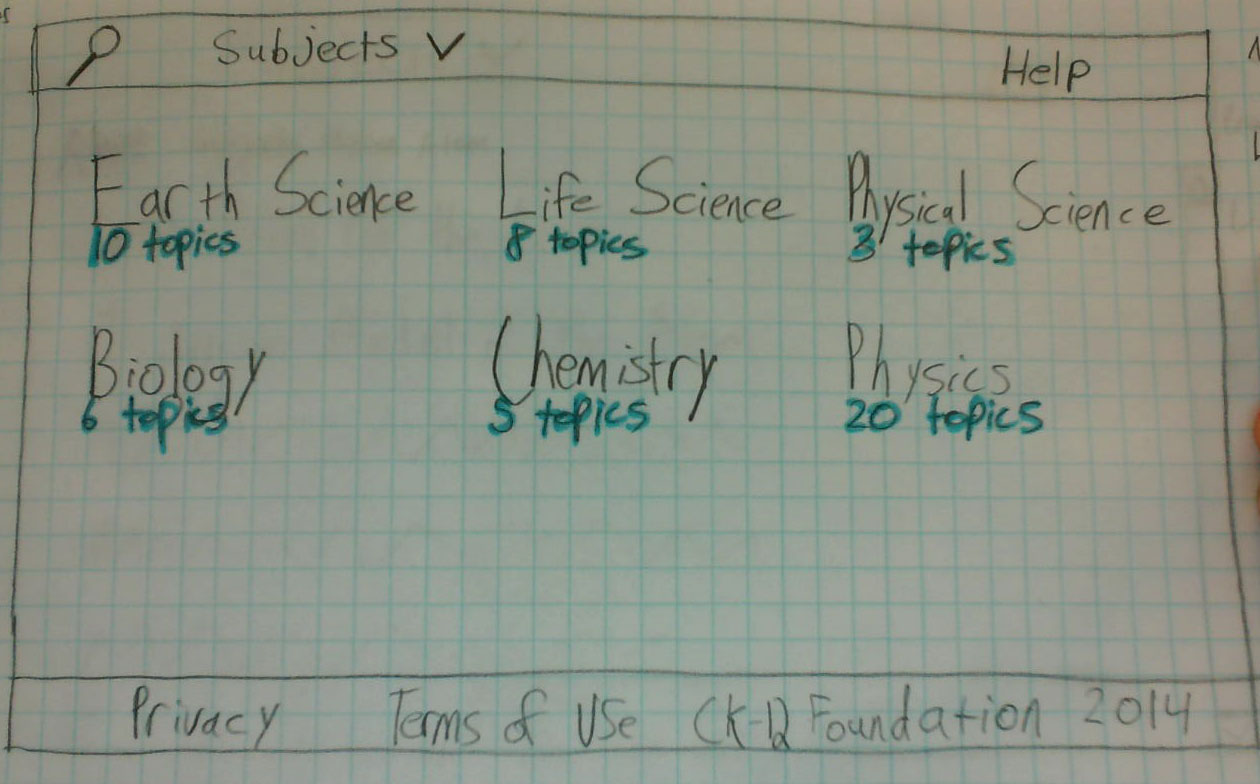 Subjects V Help
Earth Science Life Science Physical Science
10 topics 8 topics 3 topics
Biology Chemistry Physics
6 topics 5 topics 20 topics
Privacy Terms of Use CK-12 Foundation 2014